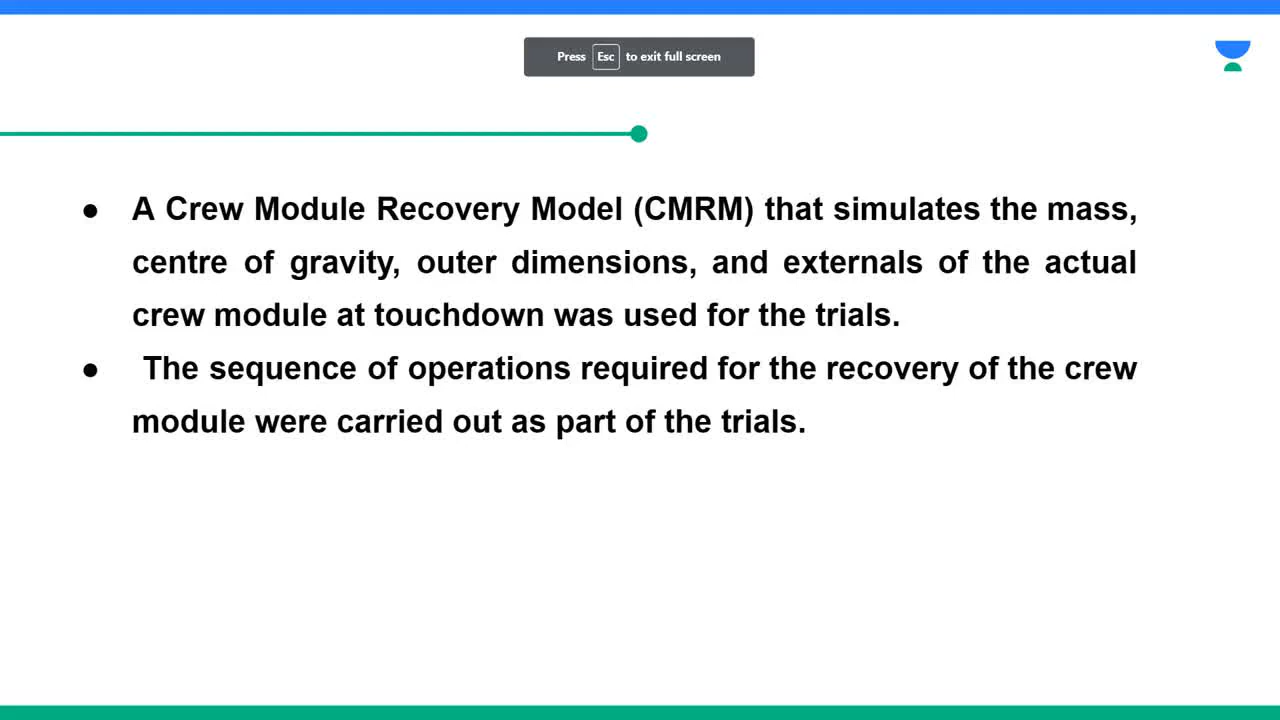 Press Esc to exit full screen
● A Crew Module Recovery Model (CMRM) that simulates the mass,
centre of gravity, outer dimensions, and externals of the actual
crew module at touchdown was used for the trials.
● The sequence of operations required for the recovery of the crew
module were carried out as part of the trials.